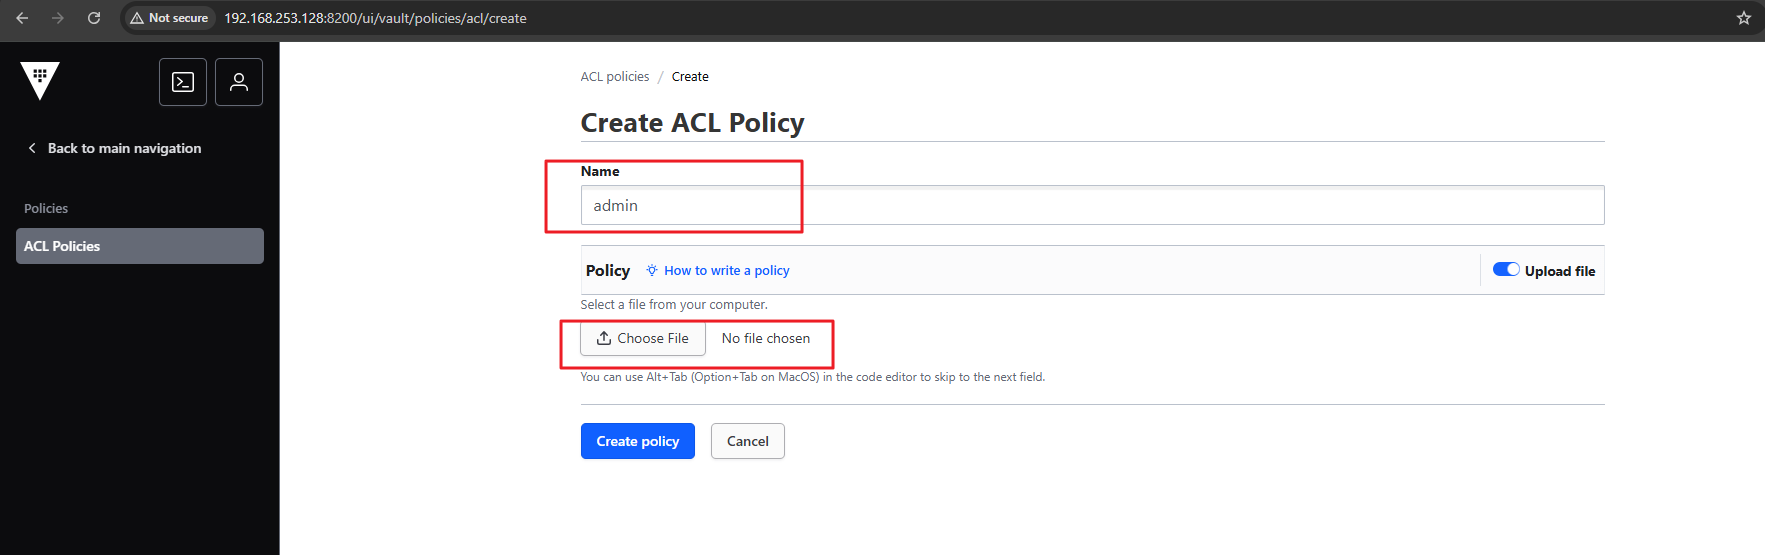 Not secure 192.168.253.128:8200/ui/vault/policies/acl/create
Back to main navigation
Policies
ACL Policies
ACL policies / Create
Create ACL Policy
Name
admin
Policy How to write a policy Upload file
Select a file from your computer.
Choose File No file chosen
You can use Alt+Tab (Option+Tab on MacOS) in the code editor to skip to the next field.
Create policy Cancel